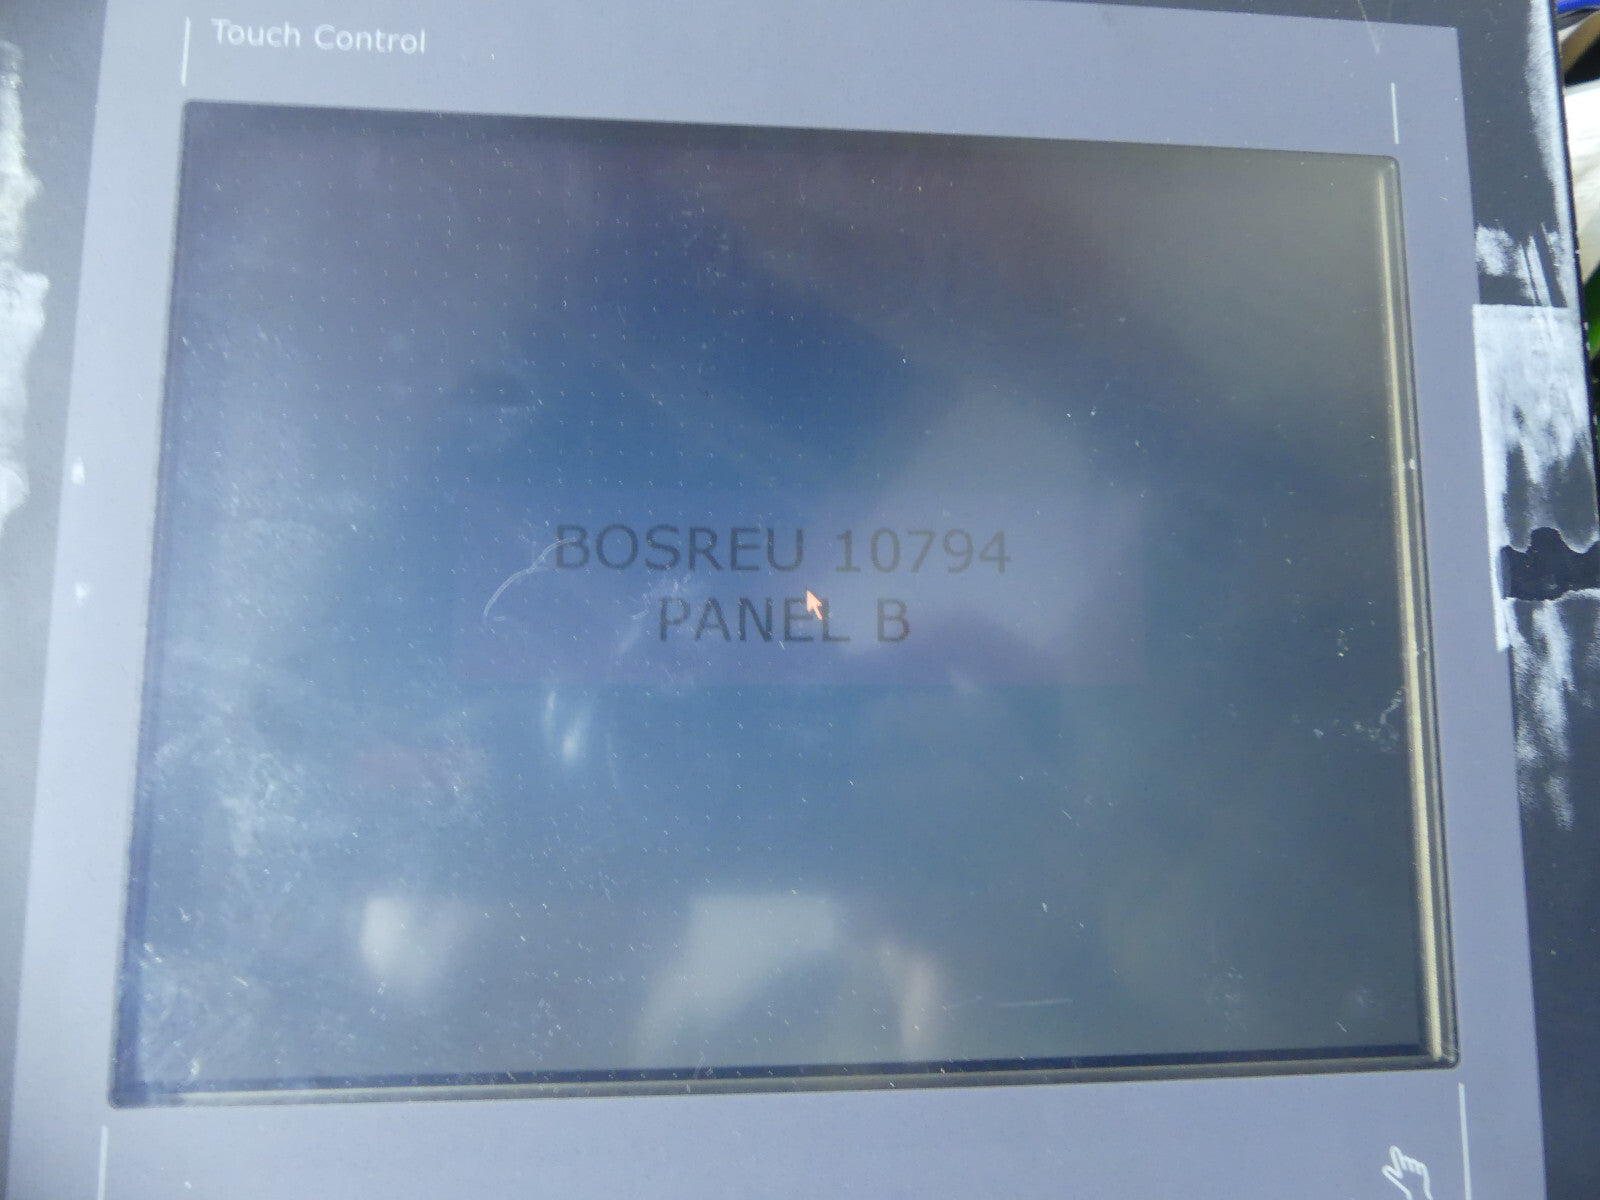 Touch Control
BOSREU 10794
PANEL B